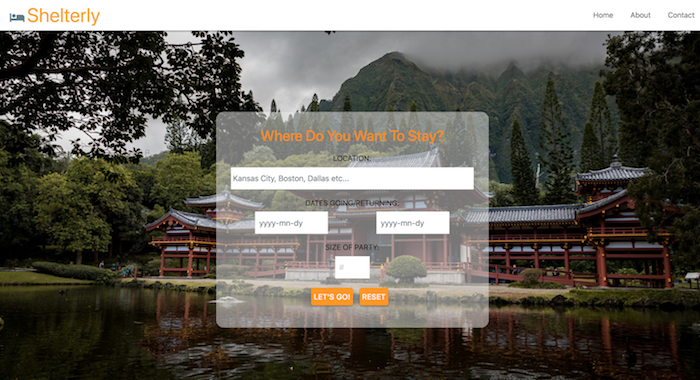 Shelterly
Home About Contact
Where Do You Want To Stay?
LOCATION:
Kansas City, Boston, Dallas etc...
DATES GOING/RETURNING:
yyyy-mn-dy yyyy-mn-dy
SIZE OF PARTY:
#
LET'S GO! RESET